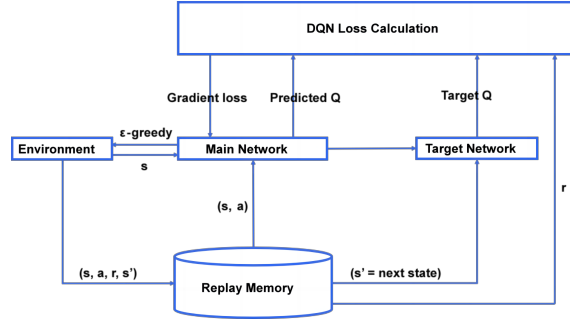 DQN Loss Calculation
Gradient loss
Predicted Q
Target Q
ε-greedy
Environment
Main Network
Target Network
s
r
(s, a)
(s, a, r, s’)
(s’ = next state)
Replay Memory